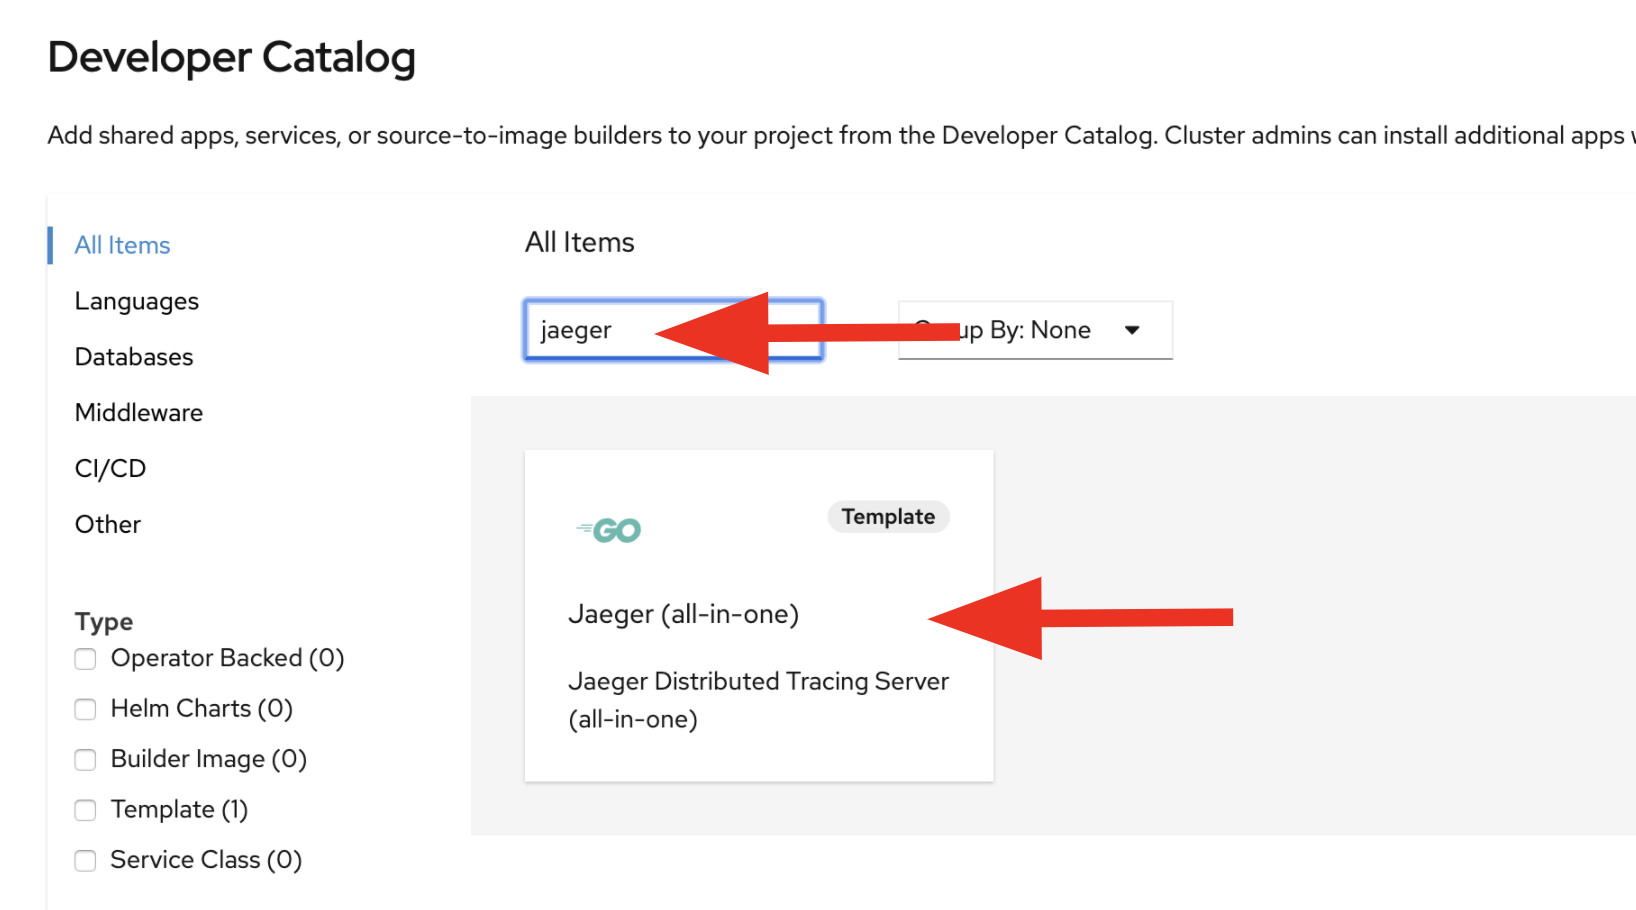 Developer Catalog
Add shared apps, services, or source-to-image builders to your project from the Developer Catalog. Cluster admins can install additional apps
All Items
Languages
Databases
Middleware
CI/CD
Other
Type
Operator Backed (0)
Helm Charts (0)
Builder Image (0)
Template (1)
Service Class (0)
All Items
jaeger
By: None
GO
Template
Jaeger (all-in-one)
Jaeger Distributed Tracing Server
(all-in-one)